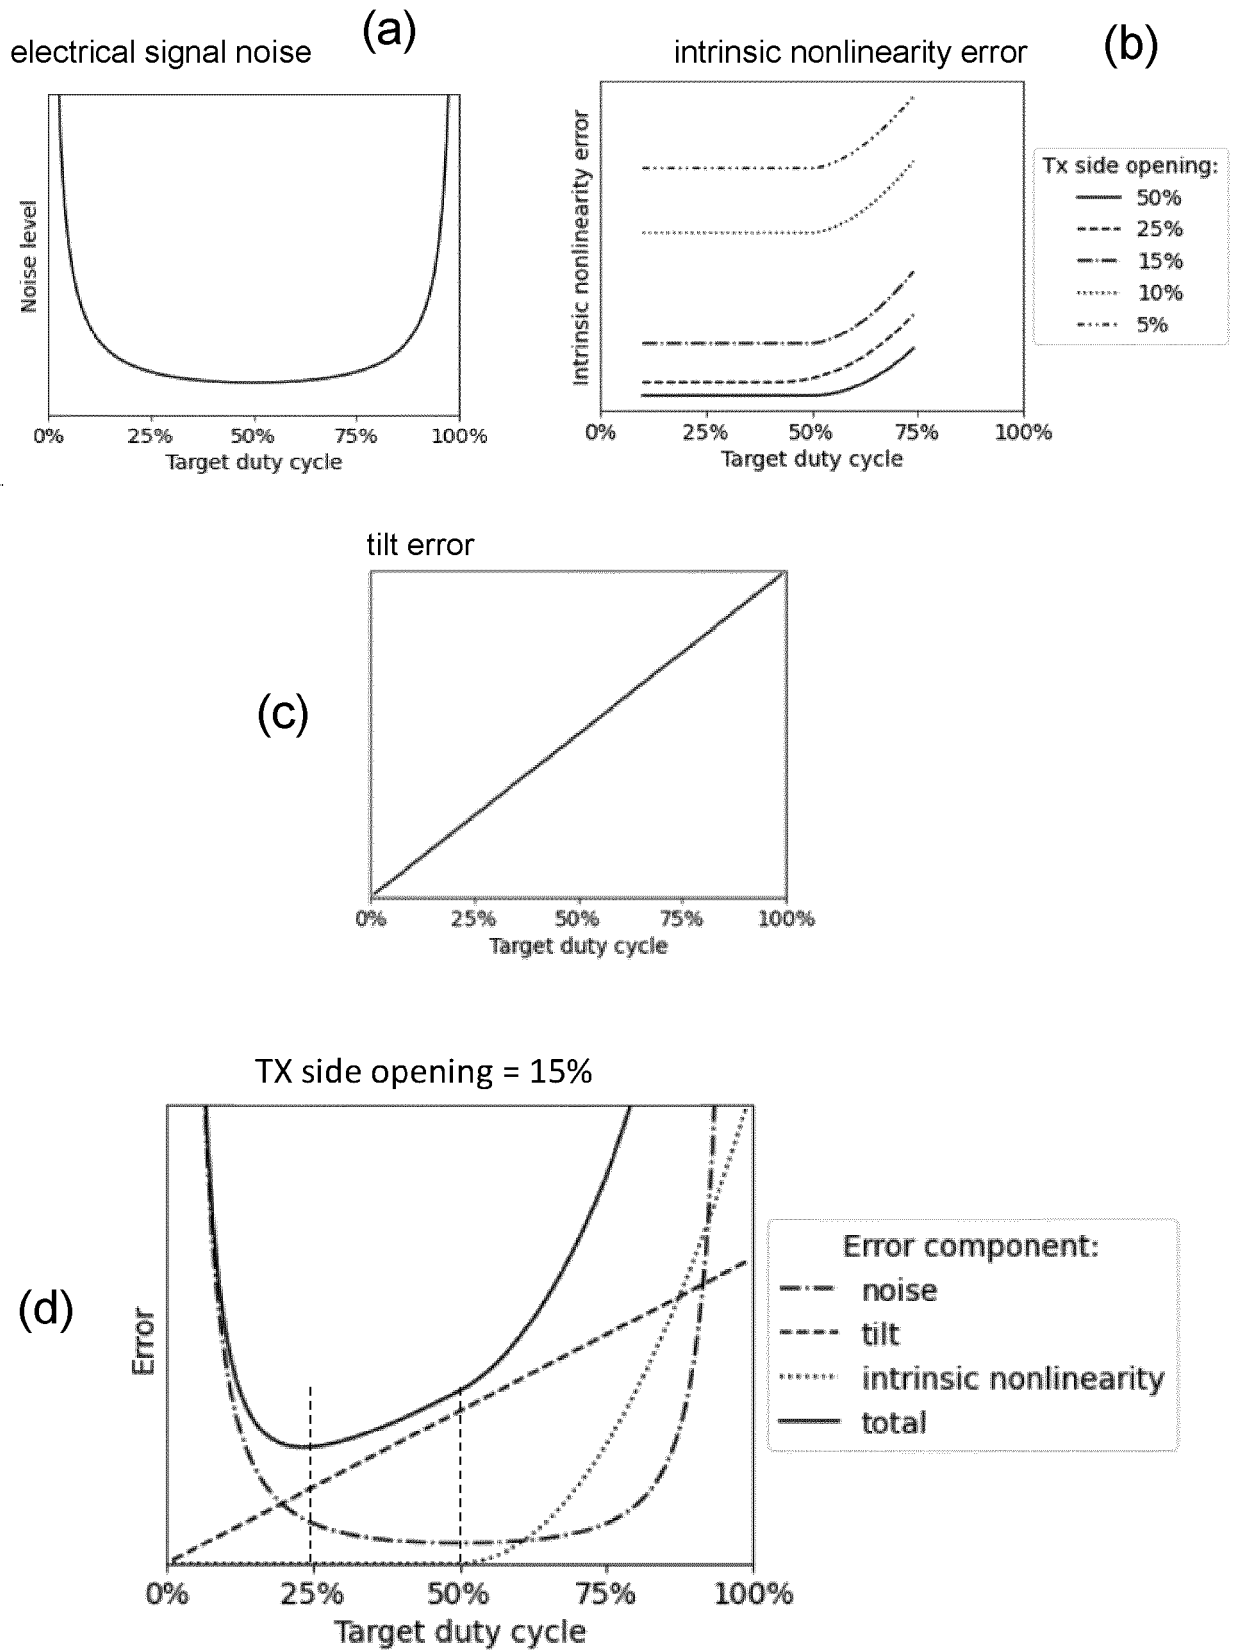 (a)
electrical signal noise
Noise level
0% 25% 50% 75% 100%
Target duty cycle
(b)
intrinsic nonlinearity error
Intrinsic nonlinearity error
0% 25% 50% 75% 100%
Target duty cycle
Tx side opening:
50%
25%
15%
10%
5%
tilt error
(c)
0% 25% 50% 75% 100%
Target duty cycle
TX side opening = 15%
(d)
Error
0% 25% 50% 75% 100%
Target duty cycle
Error component:
noise
tilt
intrinsic nonlinearity
total